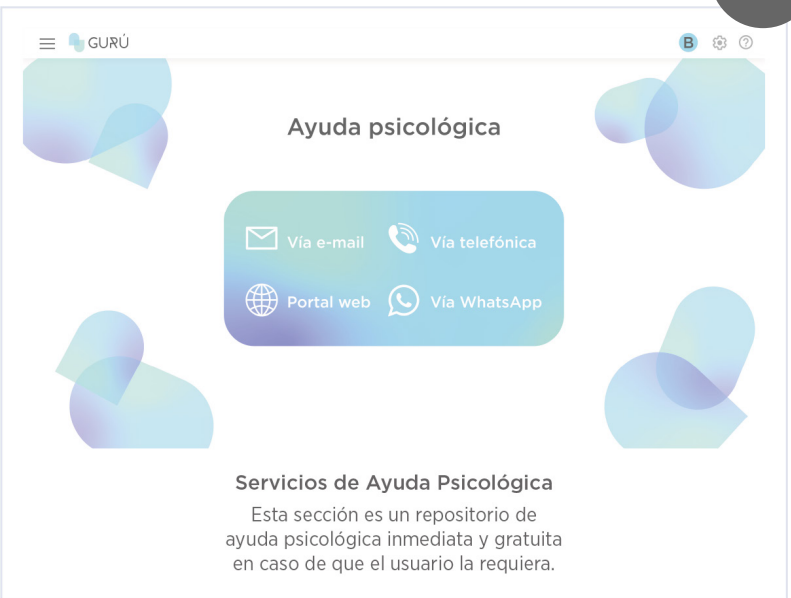 GURÚ
B
?
Ayuda psicológica
Vía e-mail
Vía telefónica
Portal web
Vía WhatsApp
Servicios de Ayuda Psicológica
Esta sección es un repositorio de
ayuda psicológica inmediata y gratuita
en caso de que el usuario la requiera.